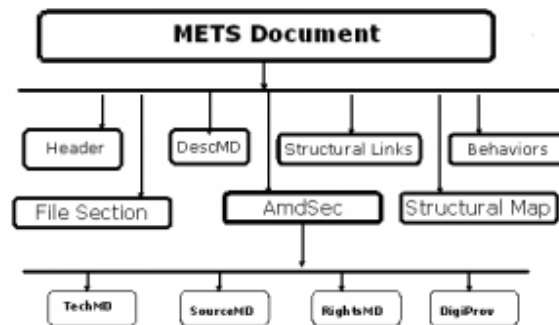 METS Document
Header
DescMD
Structural Links
Behaviors
File Section
AmdSec
Structural Map
TechMD
SourceMD
RightsMD
DigiProv